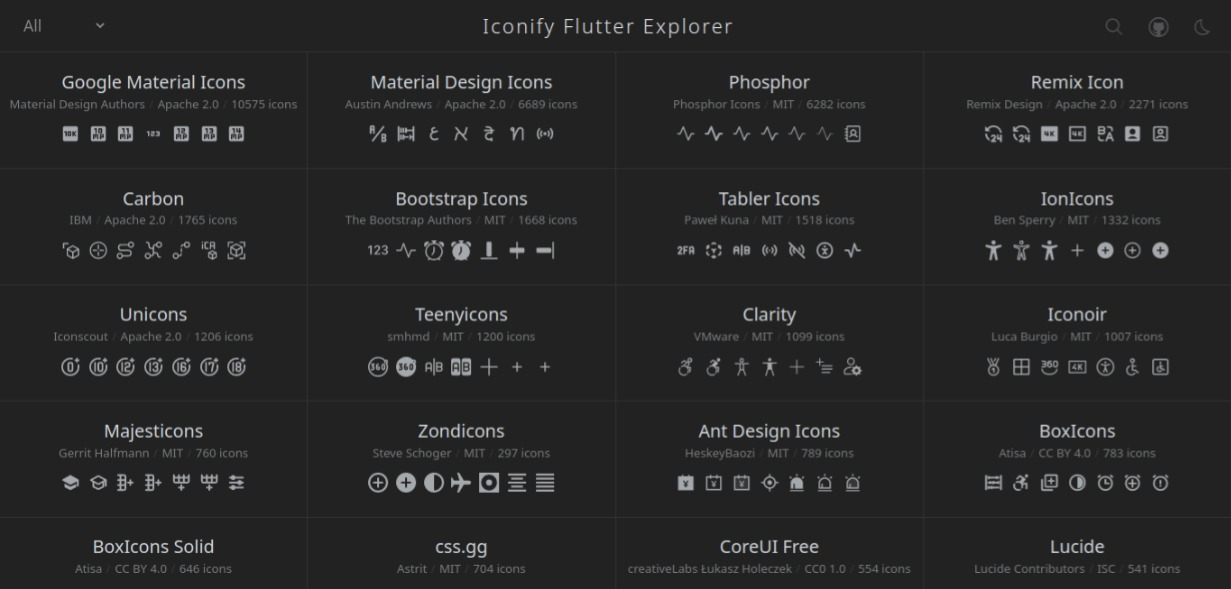 All
Iconify Flutter Explorer
Google Material Icons
Material Design Authors / Apache 2.0 / 10575 icons
Material Design Icons
Austin Andrews / Apache 2.0 / 6689 icons
Phosphor
Phosphor Icons / MIT / 6282 icons
Remix Icon
Remix Design / Apache 2.0 / 2271 icons
Carbon
IBM / Apache 2.0 / 1765 icons
Bootstrap Icons
The Bootstrap Authors / MIT / 1668 icons
Tabler Icons
Paweł Kuna / MIT / 1518 icons
IonIcons
Ben Sperry / MIT / 1332 icons
Unicons
Iconscout / Apache 2.0 / 1206 icons
Teenyicons
smhmd / MIT / 1200 icons
Clarity
VMware / MIT / 1099 icons
Iconoir
Luca Burgio / MIT / 1007 icons
Majesticons
Gerrit Halfmann / MIT / 760 icons
Zondicons
Steve Schoger / MIT / 297 icons
Ant Design Icons
HeskeyBaozi / MIT / 789 icons
BoxIcons
Atisa / CC BY 4.0 / 783 icons
BoxIcons Solid
Atisa / CC BY 4.0 / 646 icons
css.gg
Astrit / MIT / 704 icons
CoreUI Free
creativeLabs Łukasz Holeczek / CC0 1.0 / 554 icons
Lucide
Lucide Contributors / ISC / 541 icons